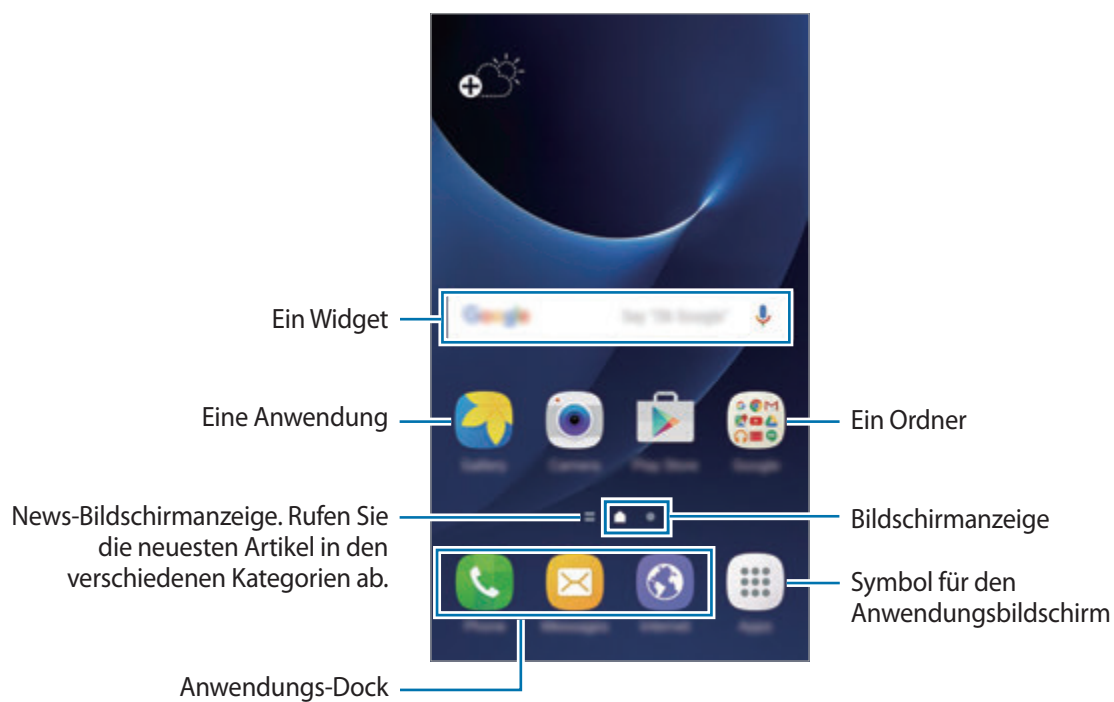 Ein Widget
Eine Anwendung
Ein Ordner
News-Bildschirmanzeige. Rufen Sie
die neuesten Artikel in den
verschiedenen Kategorien ab.
Bildschirmanzeige
Symbol für den
Anwendungsbildschirm
Anwendungs-Dock